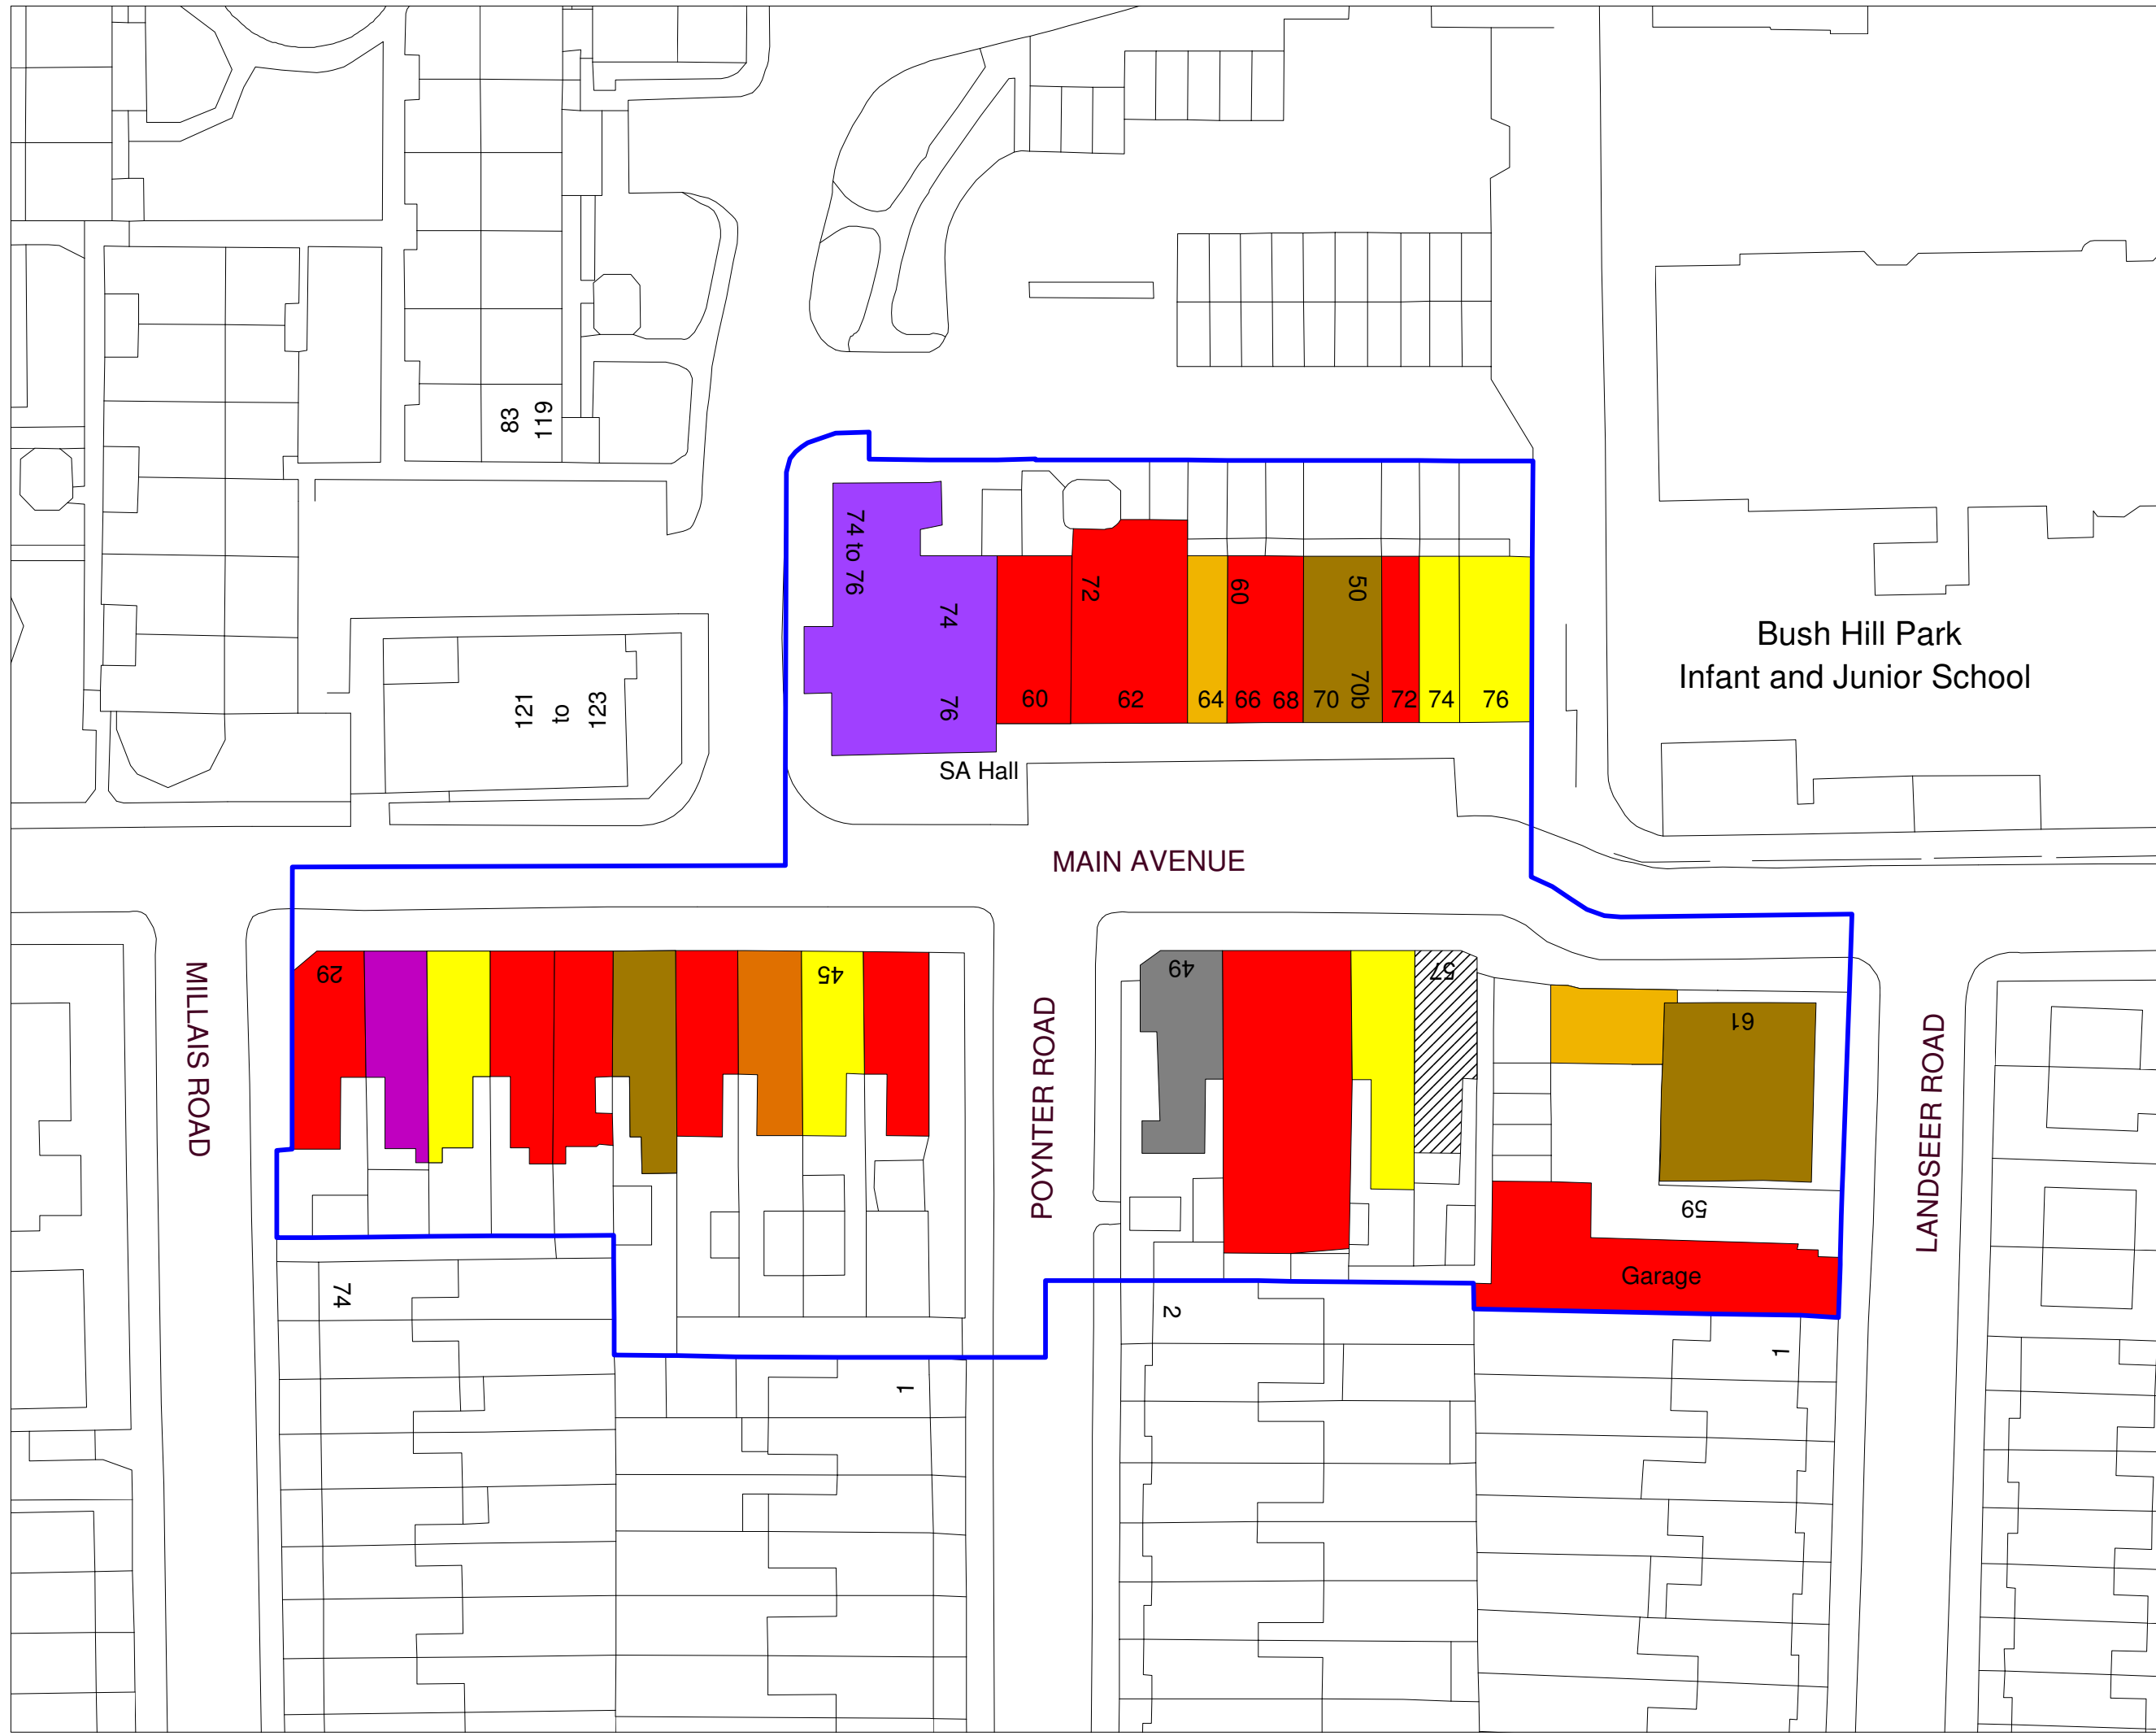 83
119
74 to 76
74
76
72
60
50
70b
60
62
64
66
68
70
72
74
76
SA Hall
121
to
123
Bush Hill Park
Infant and Junior School
MAIN AVENUE
MILLAIS ROAD
29
45
POYNTER ROAD
49
57
61
59
Garage
LANDSEER ROAD
74
1
2
1